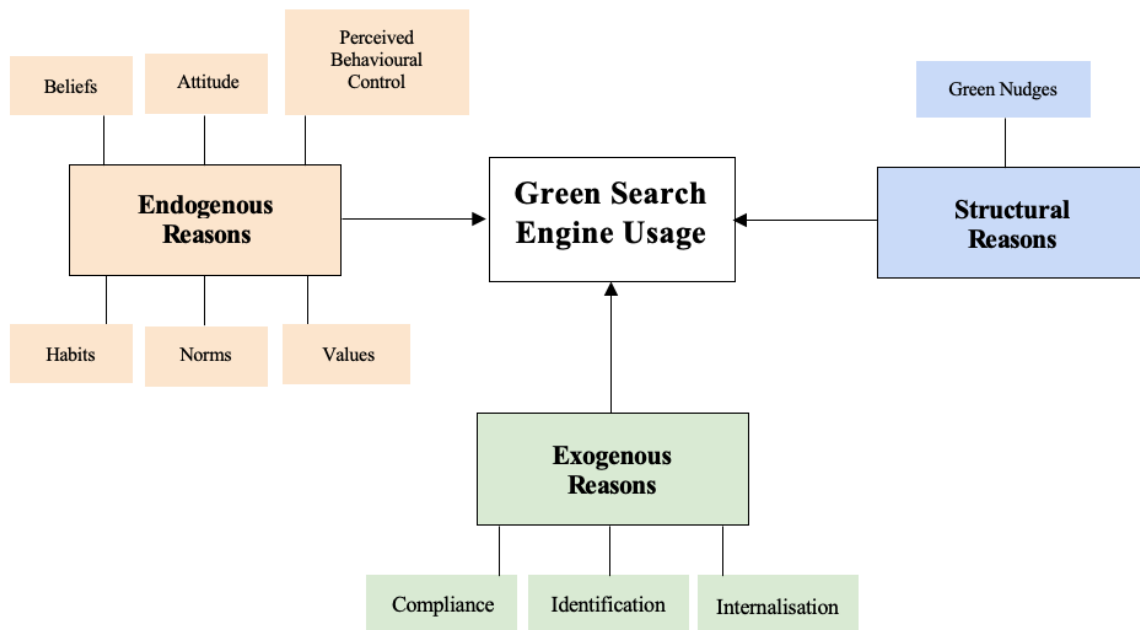 Beliefs
Attitude
Perceived
Behavioural
Control
Green Nudges
Endogenous
Reasons
Green Search
Engine Usage
Structural
Reasons
Habits
Norms
Values
Exogenous
Reasons
Compliance
Identification
Internalisation